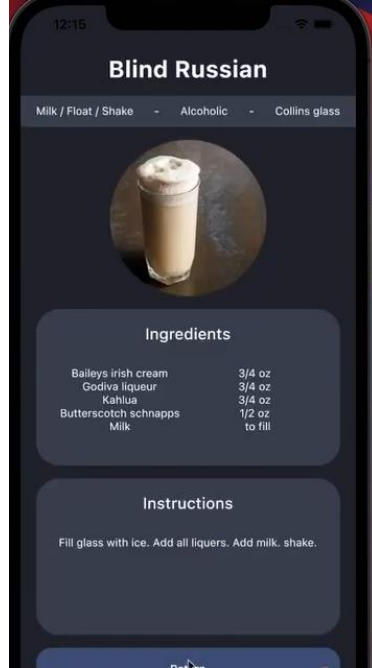 12:15
Blind Russian
Milk / Float / Shake - Alcoholic - Collins glass
Ingredients
Baileys irish cream 3/4 oz
Godiva liqueur 3/4 oz
Kahlua 3/4 oz
Butterscotch schnapps 1/2 oz
Milk to fill
Instructions
Fill glass with ice. Add all liquers. Add milk. shake.